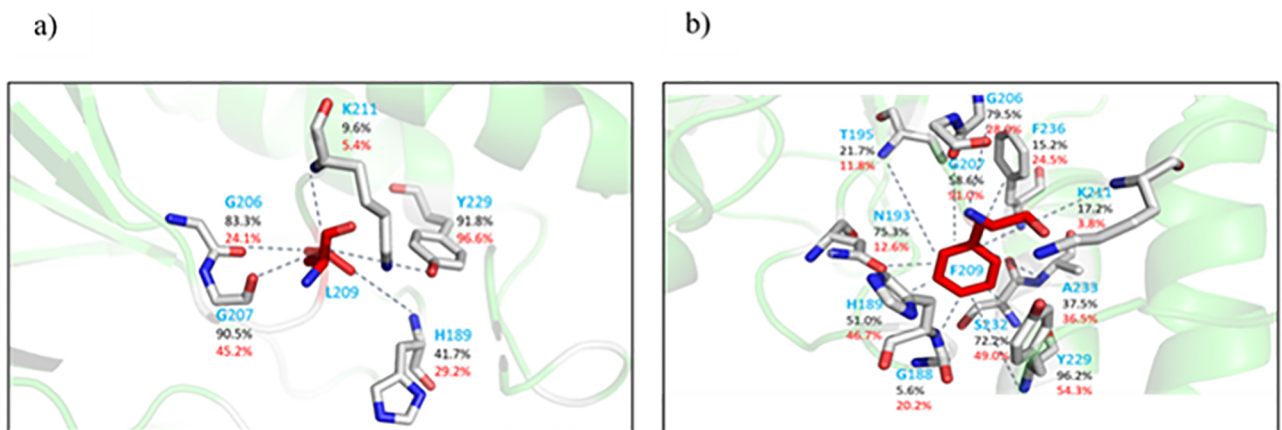 a)
K211
9.6%
5.4%
G206
83.3%
24.1%
Y229
91.8%
96.6%
L209
G207
90.5%
45.2%
H189
41.7%
29.2%
b)
G206
79.5%
28.9%
T195
21.7%
11.8%
F236
15.2%
24.5%
G207
58.6%
91.0%
K211
17.2%
3.8%
N193
75.3%
12.6%
F209
H189
51.0%
46.7%
A233
37.5%
36.5%
S232
72.2%
49.0%
G188
5.6%
20.2%
Y229
96.2%
54.3%